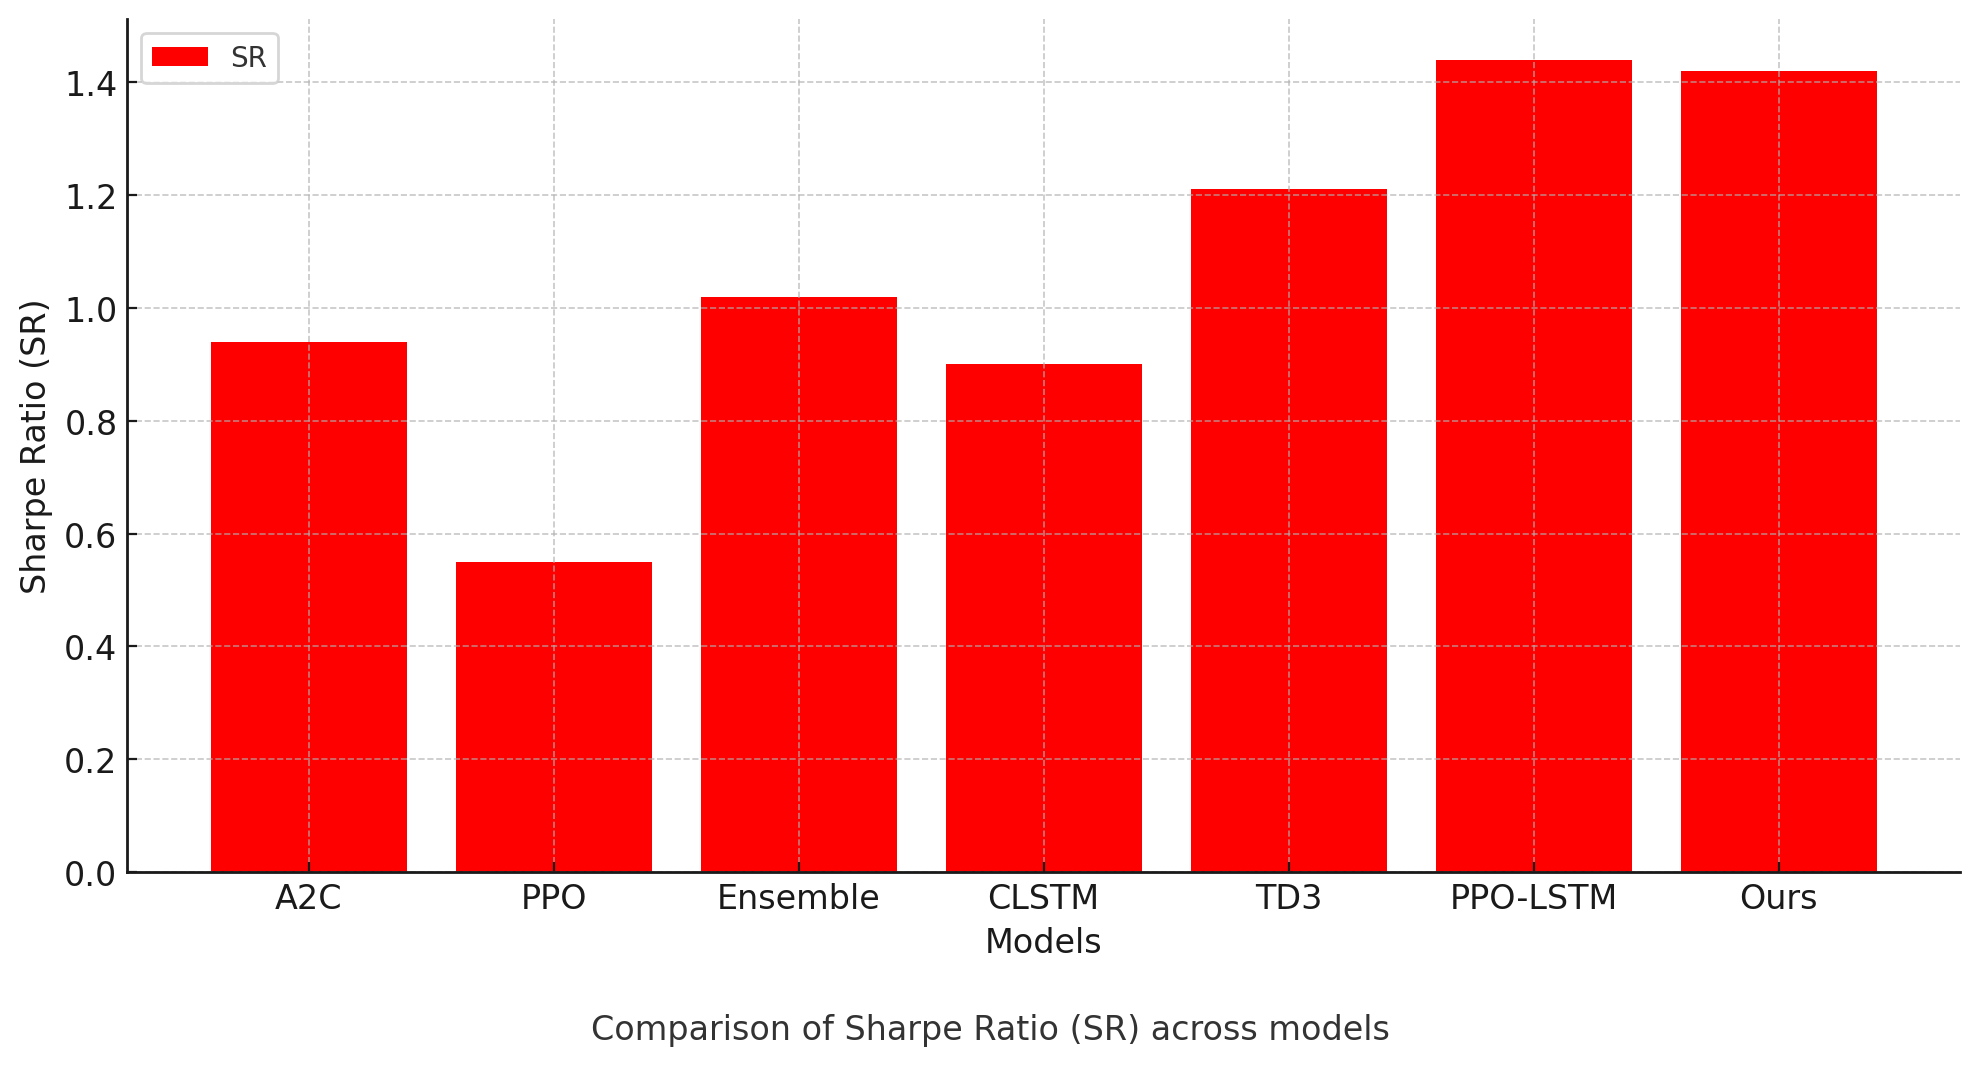 SR
1.4
1.2
1.0
0.8
0.6
0.4
0.2
0.0
Sharpe Ratio (SR)
A2C PPO Ensemble CLSTM TD3 PPO-LSTM Ours
Models
Comparison of Sharpe Ratio (SR) across models